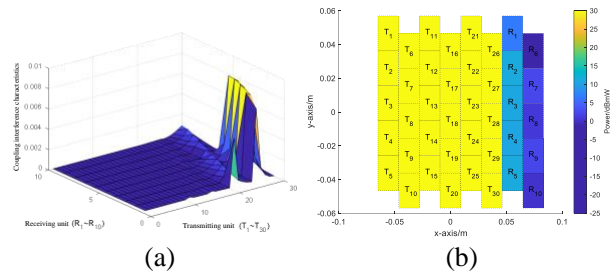 0.01
0.008
0.006
0.004
0.002
0
10
5
0
0
10
20
30
Coupling interference characteristics
Receiving unit (R1~R10)
Transmitting unit (T1~T30)
(a)
b)
0.06
0.04
0.02
0
-0.02
-0.04
-0.06
y-axis/m
-0.1
-0.05
0
0.05
0.1
x-axis/m
T1 T11 T21 R1
T6 T16 T26 R6
T2 T12 T22 R2
T7 T17 T27 R7
T3 T13 T23 R3
T8 T18 T28 R8
T4 T14 T24 R4
T9 T19 T29 R9
T5 T15 T25 R5
T10 T20 T30 R10
30
25
20
15
10
5
0
-5
-10
-15
-20
-25
Power/dBmW
(b)